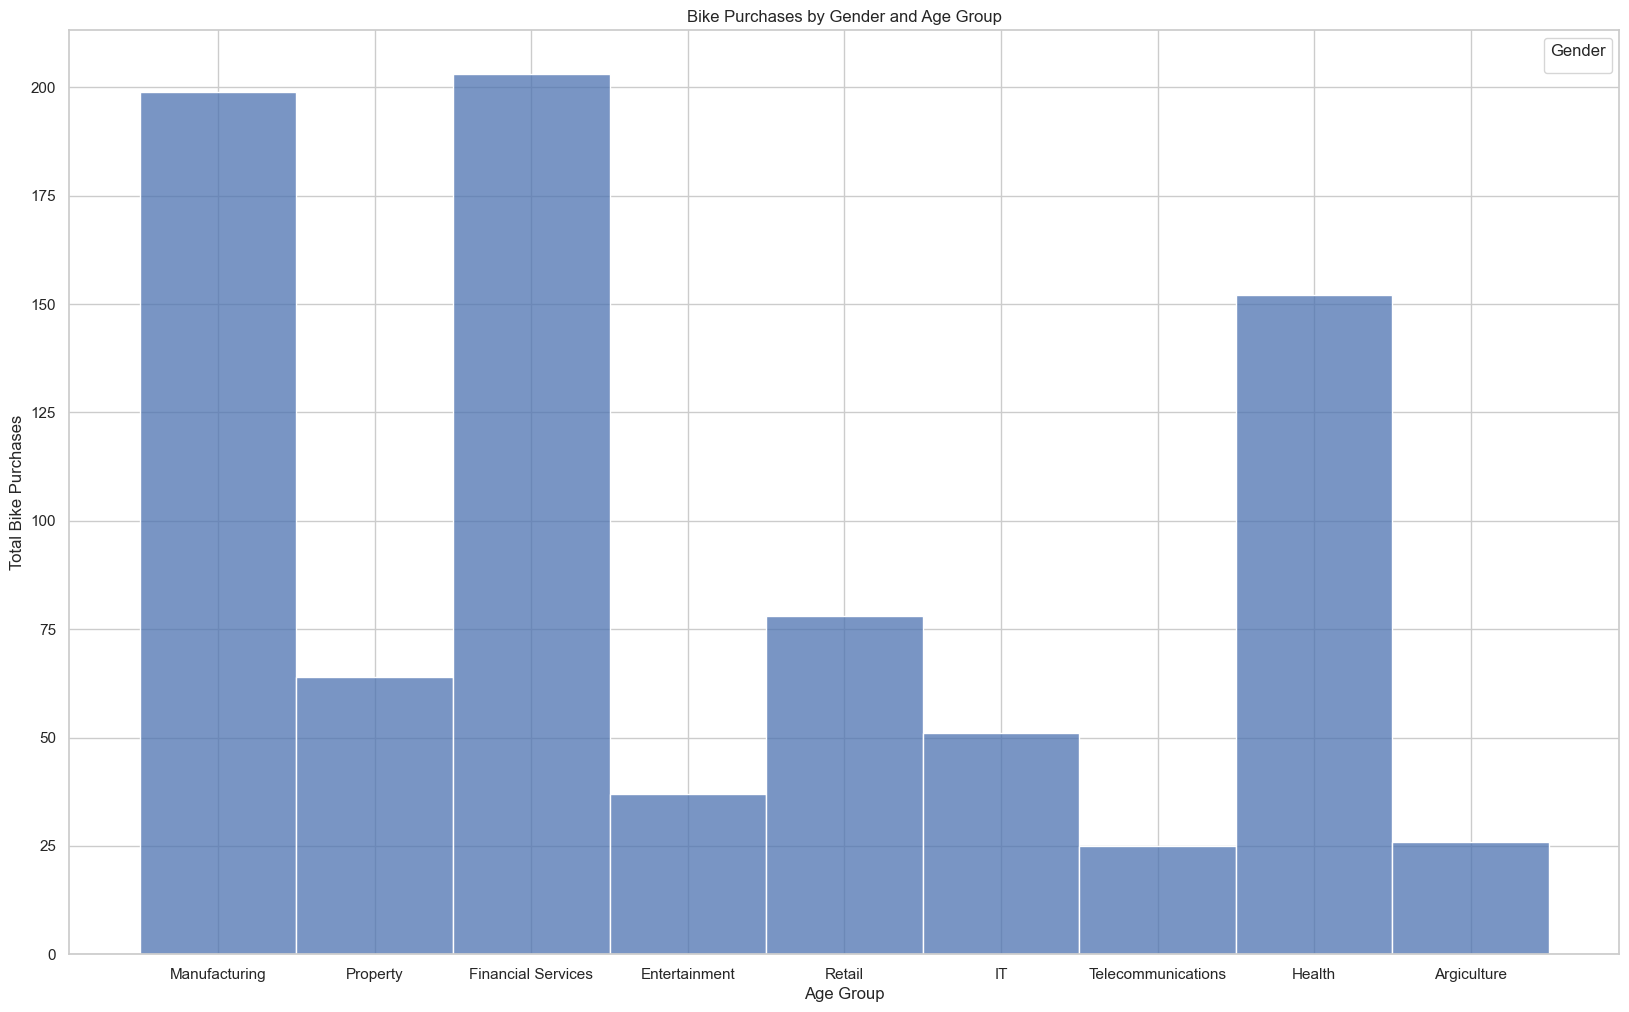 Bike Purchases by Gender and Age Group
Gender
Total Bike Purchases
200
175
150
125
100
75
50
25
0
Manufacturing Property Financial Services Entertainment Retail IT Telecommunications Health Argiculture
Age Group